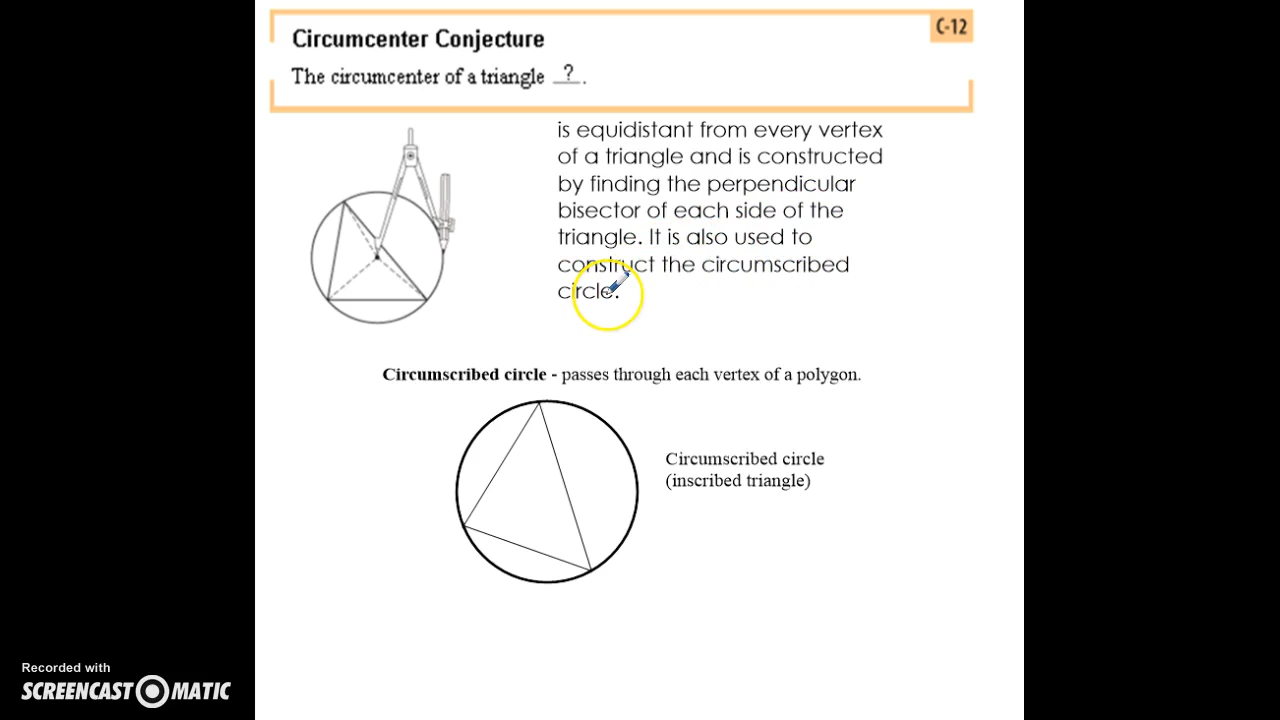 C-12
Circumcenter Conjecture
The circumcenter of a triangle ? .
is equidistant from every vertex
of a triangle and is constructed
by finding the perpendicular
bisector of each side of the
triangle. It is also used to
construct the circumscribed
circle.
Circumscribed circle - passes through each vertex of a polygon.
Circumscribed circle
(inscribed triangle)
Recorded with
SCREENCAST MATIC